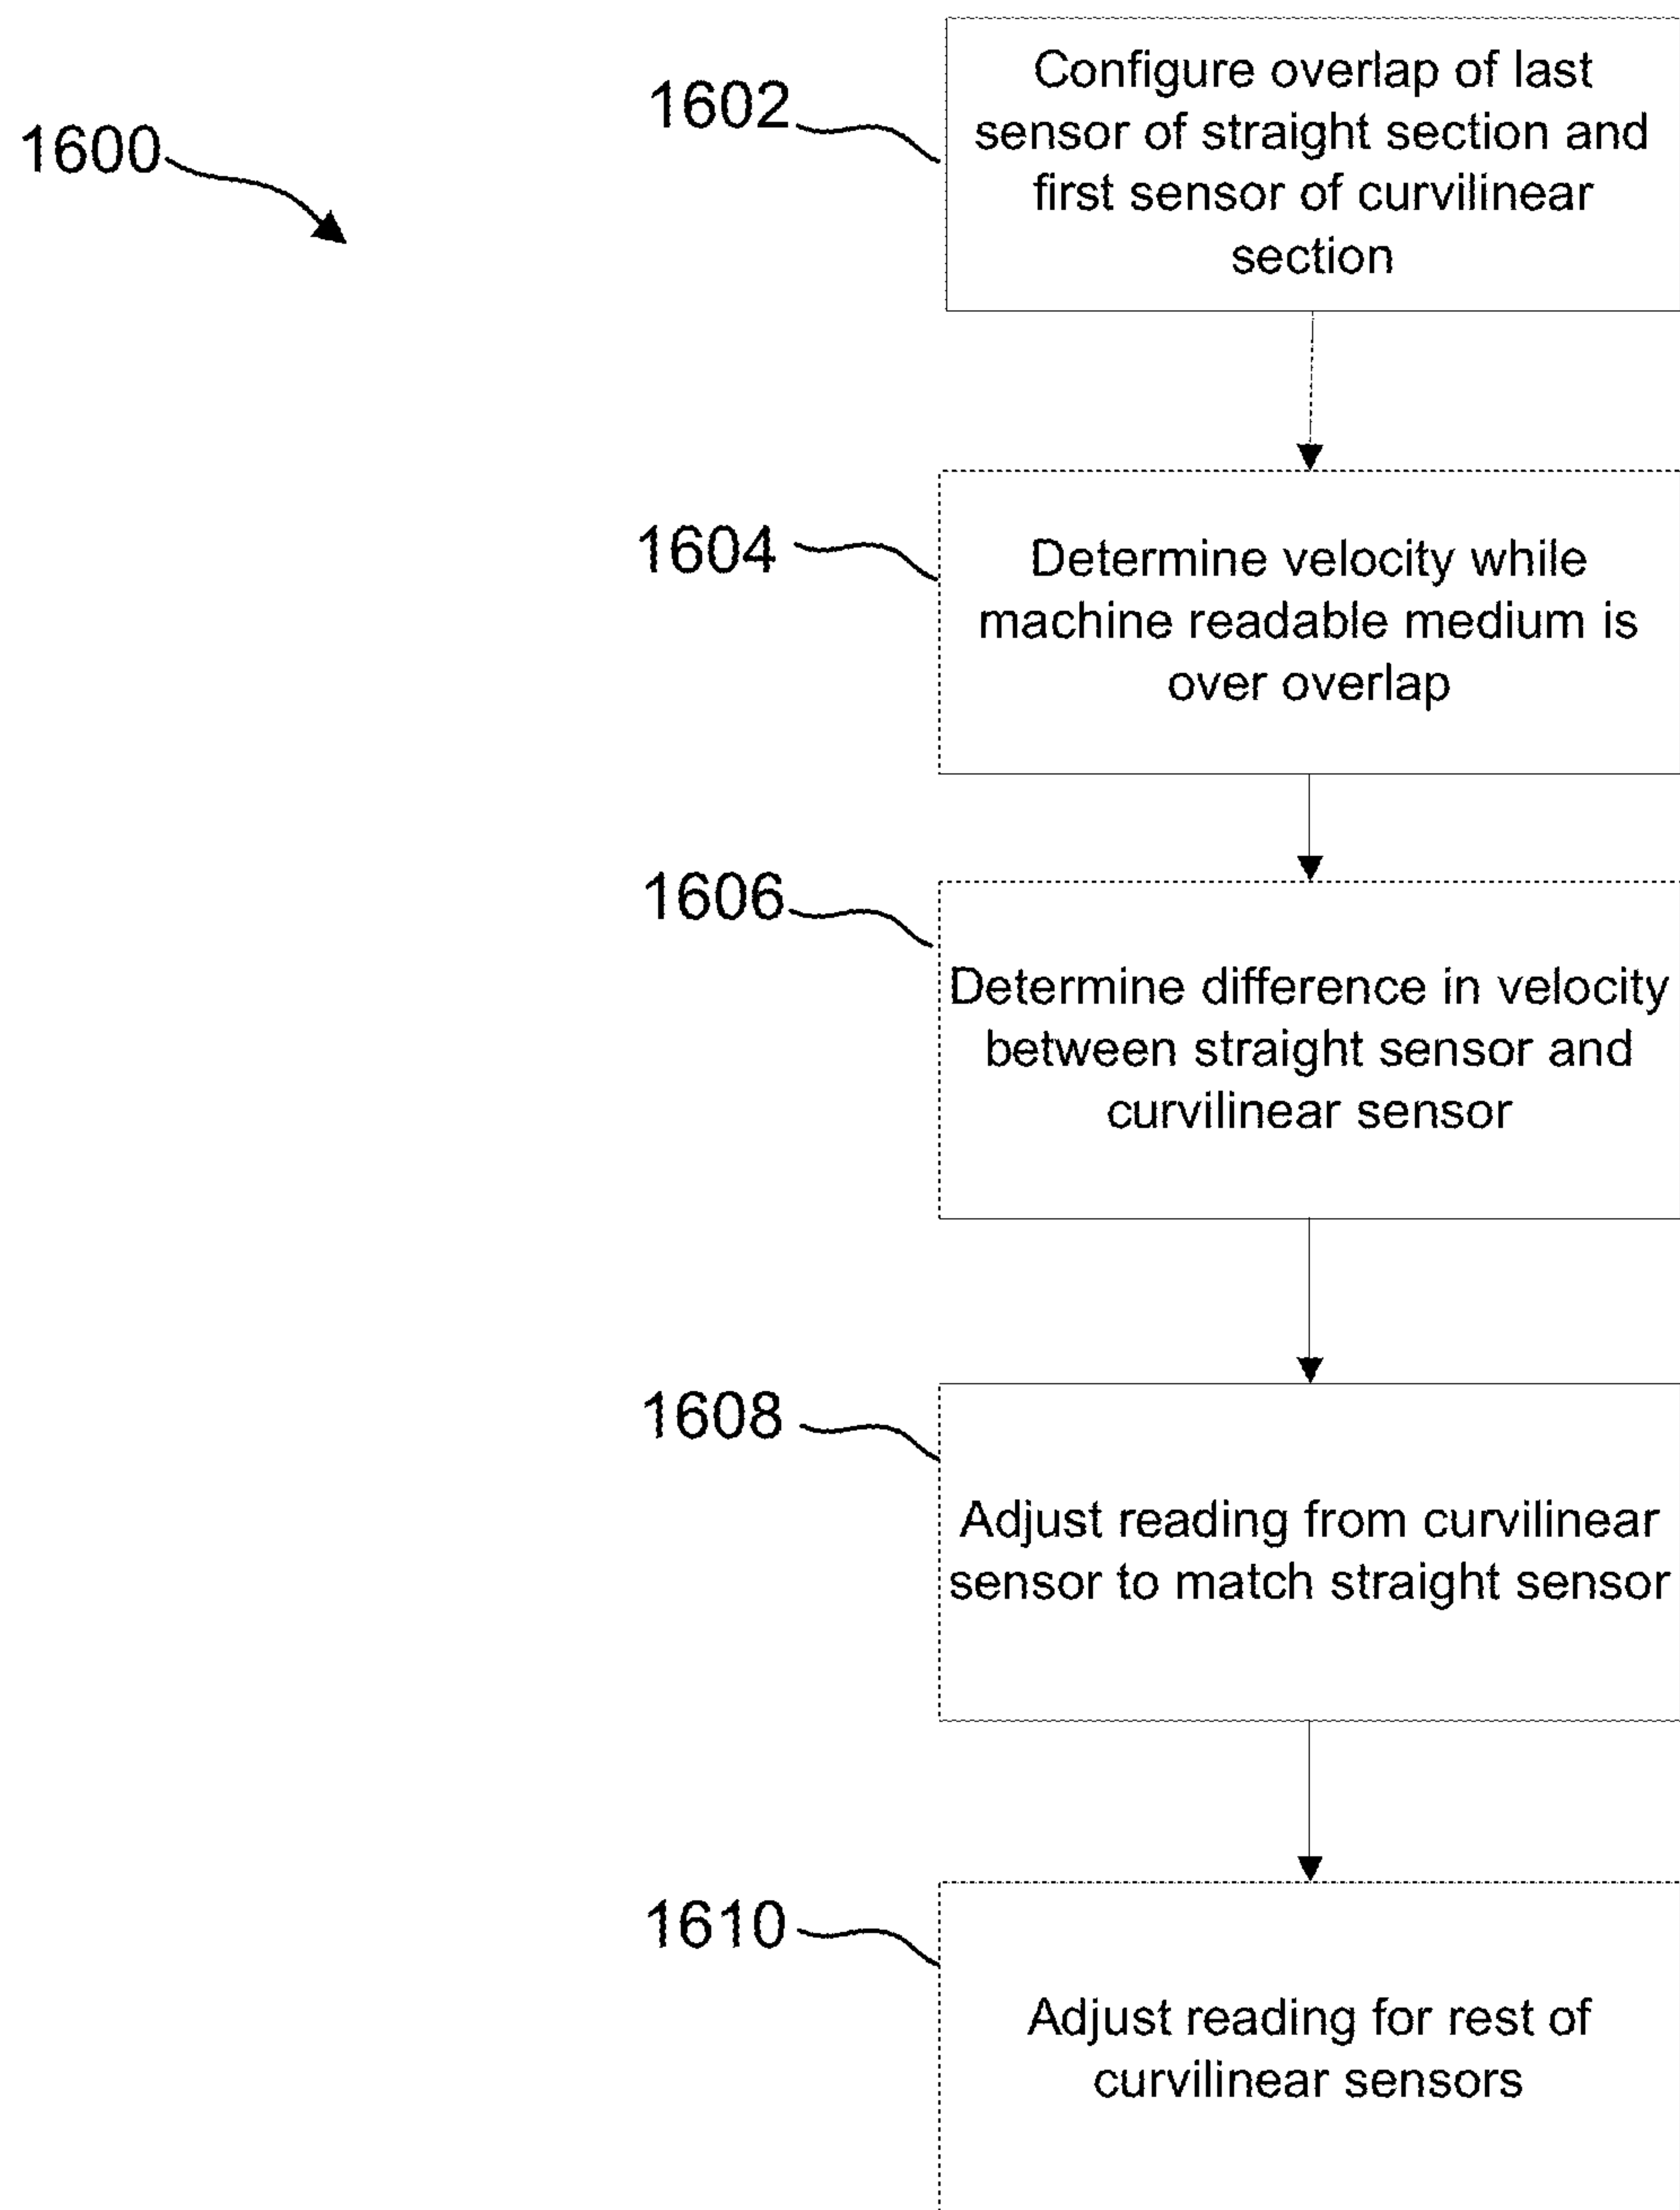 1600
1602
Configure overlap of last
sensor of straight section and
first sensor of curvilinear
section
1604
Determine velocity while
machine readable medium is
over overlap
1606
Determine difference in velocity
between straight sensor and
curvilinear sensor
1608
Adjust reading from curvilinear
sensor to match straight sensor
1610
Adjust reading for rest of
curvilinear sensors